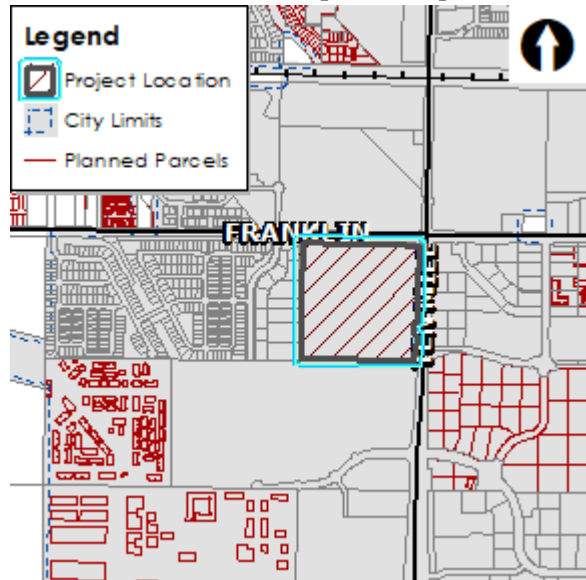 Legend
Project Location
City Limits
Planned Parcels
FRANKLIN